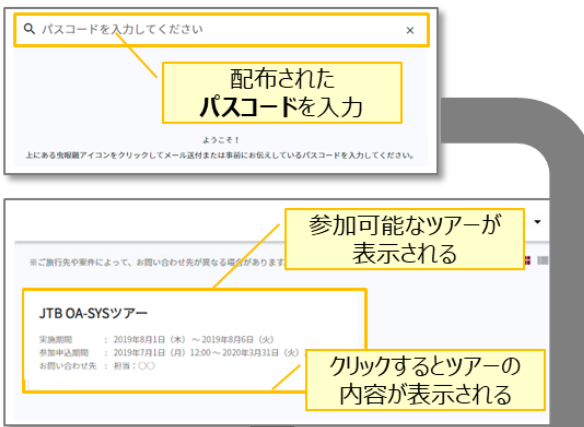 パスコードを入力してください ×
配布された
パスコードを入力
ようこそ!
上にある虫眼鏡アイコンをクリックしてメール送付または事前にお伝えしているパスコードを入力してください。
参加可能なツアーが
表示される
※ご旅行先や案件によって、お問い合わせ先が異なる場合があります
JTB OA-SYSツアー
実施期間 : 2019年8月1日(木)~2019年8月6日(火)
参加申込期間 : 2019年7月1日(月)12:00~2020年3月31日(火)
お問い合わせ先 : 担当:〇〇
クリックするとツアーの
内容が表示される